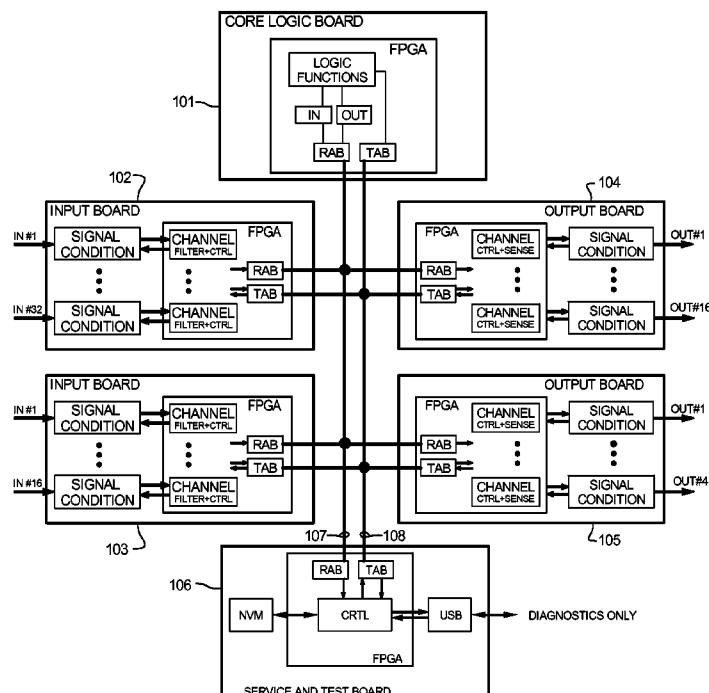 CORE LOGIC BOARD
FPGA
LOGIC
FUNCTIONS
101
IN
OUT
RAB
TAB
102
INPUT BOARD
IN #1
SIGNAL
CONDITION
CHANNEL
FILTER+CTRL
FPGA
RAB
TAB
IN #32
SIGNAL
CONDITION
CHANNEL
FILTER+CTRL
104
OUTPUT BOARD
FPGA
CHANNEL
CTRL+SENSE
SIGNAL
CONDITION
OUT#1
RAB
TAB
CHANNEL
CTRL+SENSE
SIGNAL
CONDITION
OUT#16
INPUT BOARD
IN #1
SIGNAL
CONDITION
CHANNEL
FILTER+CTRL
FPGA
RAB
TAB
IN #16
SIGNAL
CONDITION
CHANNEL
FILTER+CTRL
103
OUTPUT BOARD
FPGA
CHANNEL
CTRL+SENSE
SIGNAL
CONDITION
OUT#1
RAB
TAB
CHANNEL
CTRL+SENSE
SIGNAL
CONDITION
OUT#4
105
107
108
106
RAB
TAB
NVM
CRTL
USB
DIAGNOSTICS ONLY
FPGA
SERVICE AND TEST BOARD